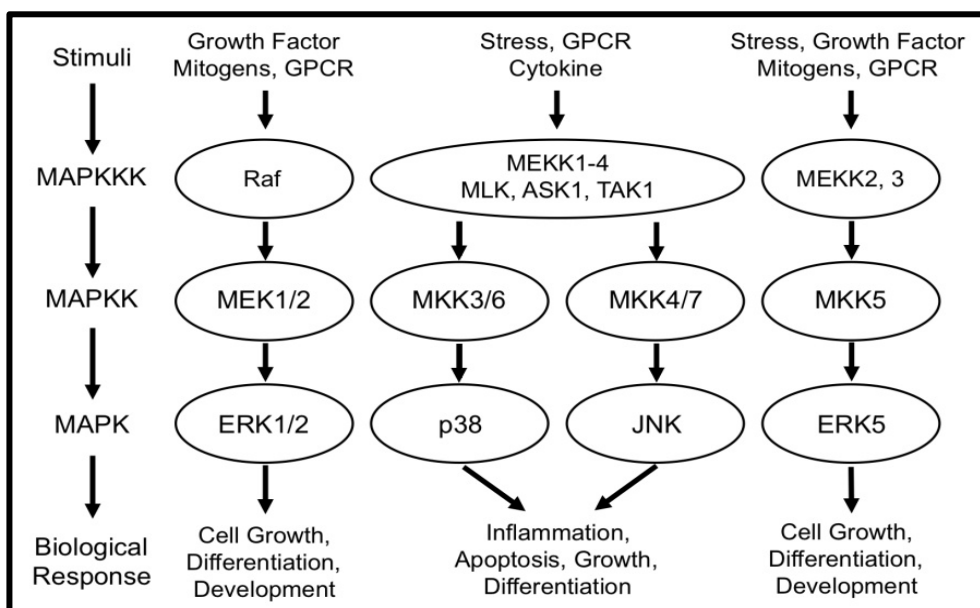 Stimuli
Growth Factor
Mitogens, GPCR
Stress, GPCR
Cytokine
Stress, Growth Factor
Mitogens, GPCR
MAPKKK
Raf
MEKK1-4
MLK, ASK1, TAK1
MEKK2, 3
MAPKK
MEK1/2
MKK3/6
MKK4/7
MKK5
MAPK
ERK1/2
p38
JNK
ERK5
Biological
Response
Cell Growth,
Differentiation,
Development
Inflammation,
Apoptosis, Growth,
Differentiation
Cell Growth,
Differentiation,
Development